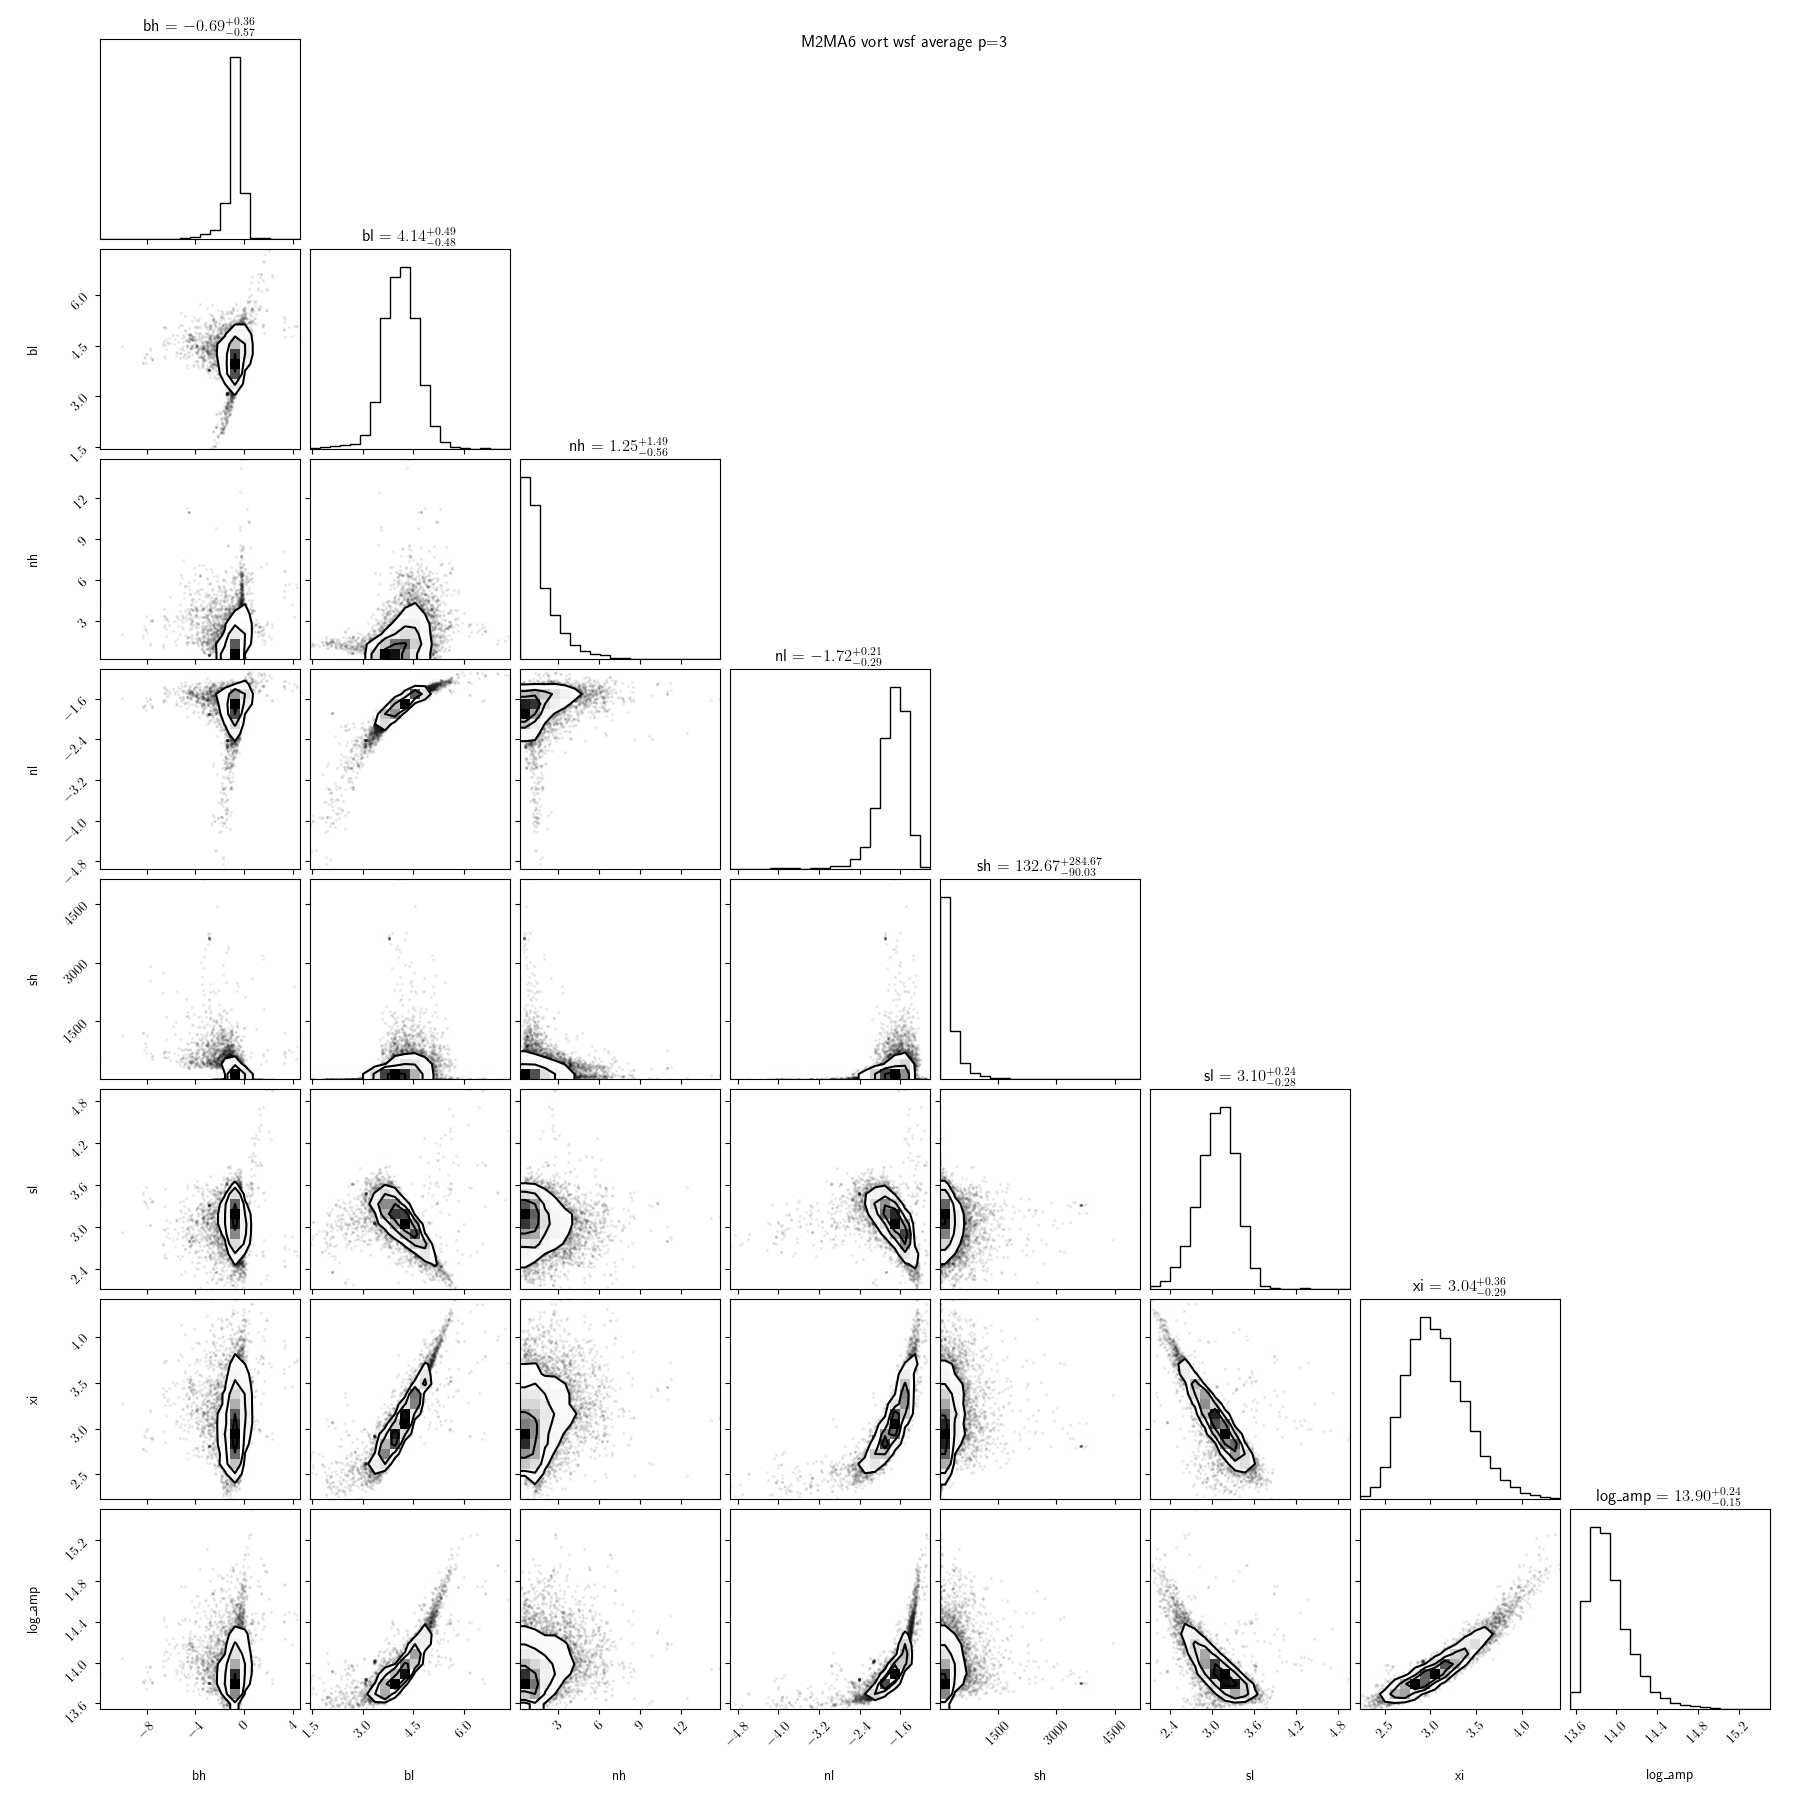 bh = −0.69+0.36−0.57
M2MA6 vort wsf average p=3
bl = 4.14+0.49−0.48
bl
6.0
4.5
3.0
1.5
nh = 1.25+1.49−0.56
nh
12
9
6
3
nl = −1.72+0.21−0.29
nl
−1.6
−2.4
−3.2
−4.0
−4.8
sh = 132.67+284.67−90.03
sh
4500
3000
1500
sl = 3.10+0.24−0.28
sl
4.8
4.2
3.6
3.0
2.4
xi = 3.04+0.36−0.29
xi
4.0
3.5
3.0
2.5
log_amp = 13.90+0.24−0.15
log_amp
15.2
14.8
14.4
14.0
13.6
−8 −4 0 4
1.5 3.0 4.5 6.0
3 6 9 12
−4.8 −4.0 −3.2 −2.4 −1.6
1500 3000 4500
2.4 3.0 3.6 4.2 4.8
2.5 3.0 3.5 4.0
13.6 14.0 14.4 14.8 15.2
bh bl nh nl sh sl xi log_amp